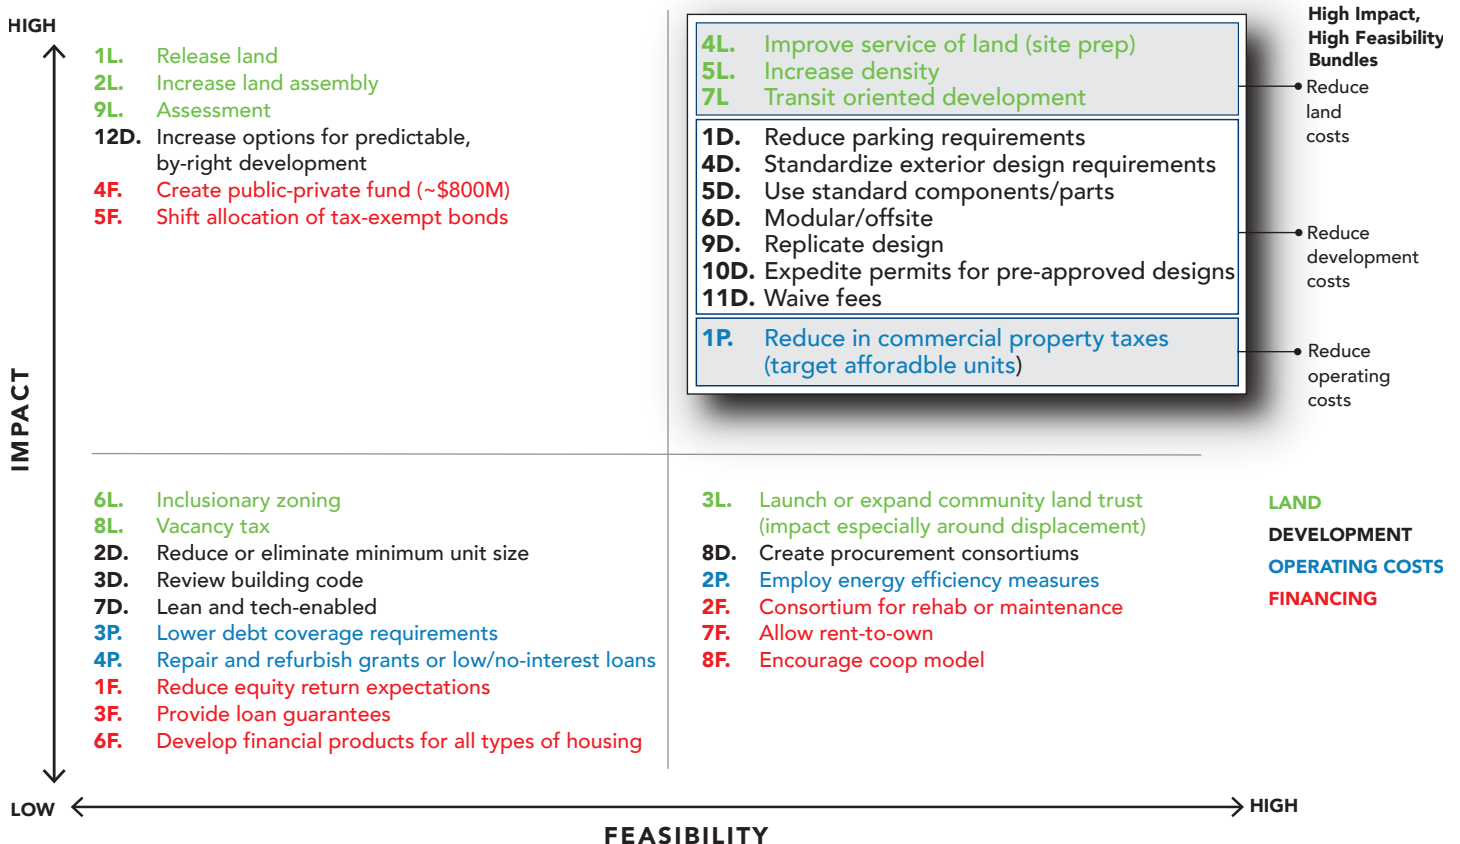 HIGH
1L. Release land
2L. Increase land assembly
9L. Assessment
12D. Increase options for predictable,
by-right development
4F. Create public-private fund (~$800M)
5F. Shift allocation of tax-exempt bonds
4L. Improve service of land (site prep)
5L. Increase density
7L Transit oriented development
1D. Reduce parking requirements
4D. Standardize exterior design requirements
5D. Use standard components/parts
6D. Modular/offsite
9D. Replicate design
10D. Expedite permits for pre-approved designs
11D. Waive fees
1P. Reduce in commercial property taxes
(target afforadble units)
High Impact,
High Feasibility
Bundles
Reduce
land
costs
Reduce
development
costs
Reduce
operating
costs
IMPACT
6L. Inclusionary zoning
8L. Vacancy tax
2D. Reduce or eliminate minimum unit size
3D. Review building code
7D. Lean and tech-enabled
3P. Lower debt coverage requirements
4P. Repair and refurbish grants or low/no-interest loans
1F. Reduce equity return expectations
3F. Provide loan guarantees
6F. Develop financial products for all types of housing
3L. Launch or expand community land trust
(impact especially around displacement)
8D. Create procurement consortiums
2P. Employ energy efficiency measures
2F. Consortium for rehab or maintenance
7F. Allow rent-to-own
8F. Encourage coop model
LAND
DEVELOPMENT
OPERATING COSTS
FINANCING
LOW
HIGH
FEASIBILITY